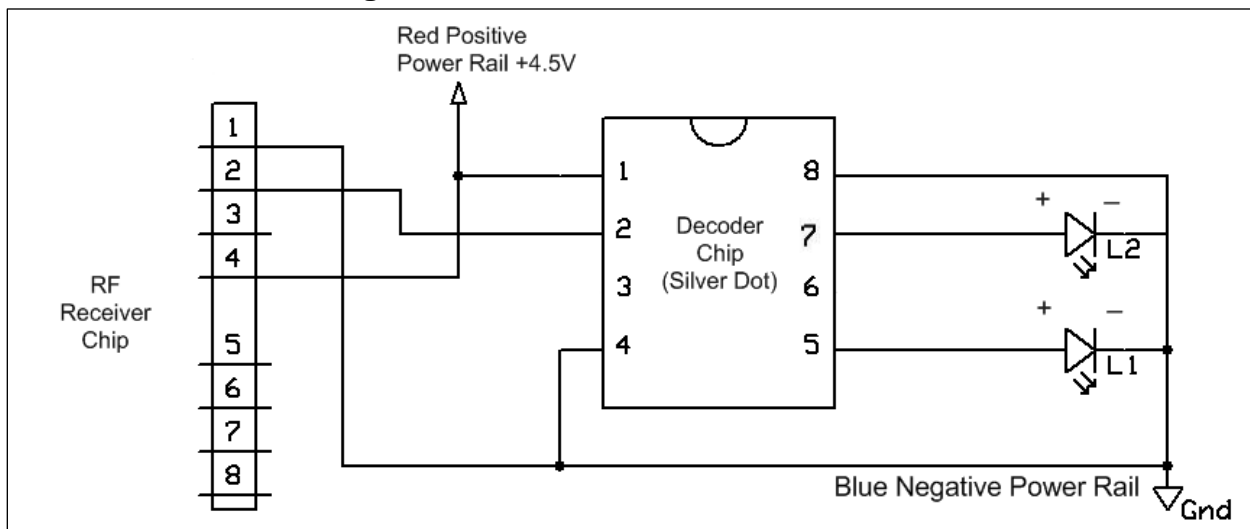 Red Positive
Power Rail +4.5V
RF
Receiver
Chip
1
2
3
4
5
6
7
8
Decoder
Chip
(Silver Dot)
1
2
3
4
8
7
6
5
+ –
L2
+ –
L1
Blue Negative Power Rail
Gnd